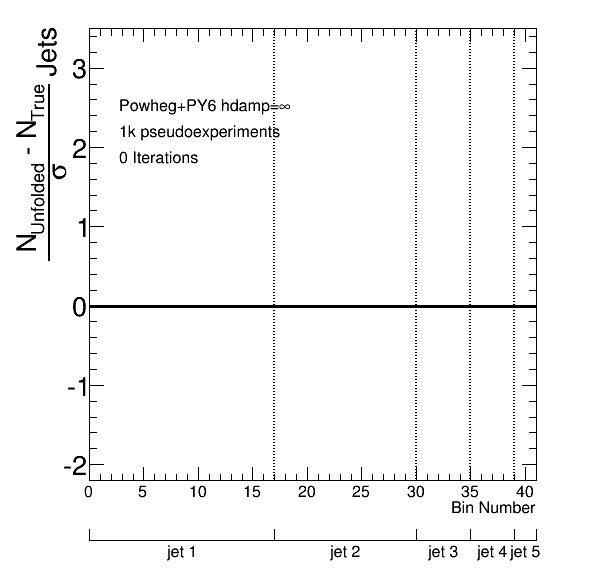 N_Unfolded - N_True Jets
σ
3
2
1
0
-1
-2
Powheg+PY6 hdamp=∞
1k pseudoexperiments
0 Iterations
0 5 10 15 20 25 30 35 40
Bin Number
jet 1 jet 2 jet 3 jet 4 jet 5